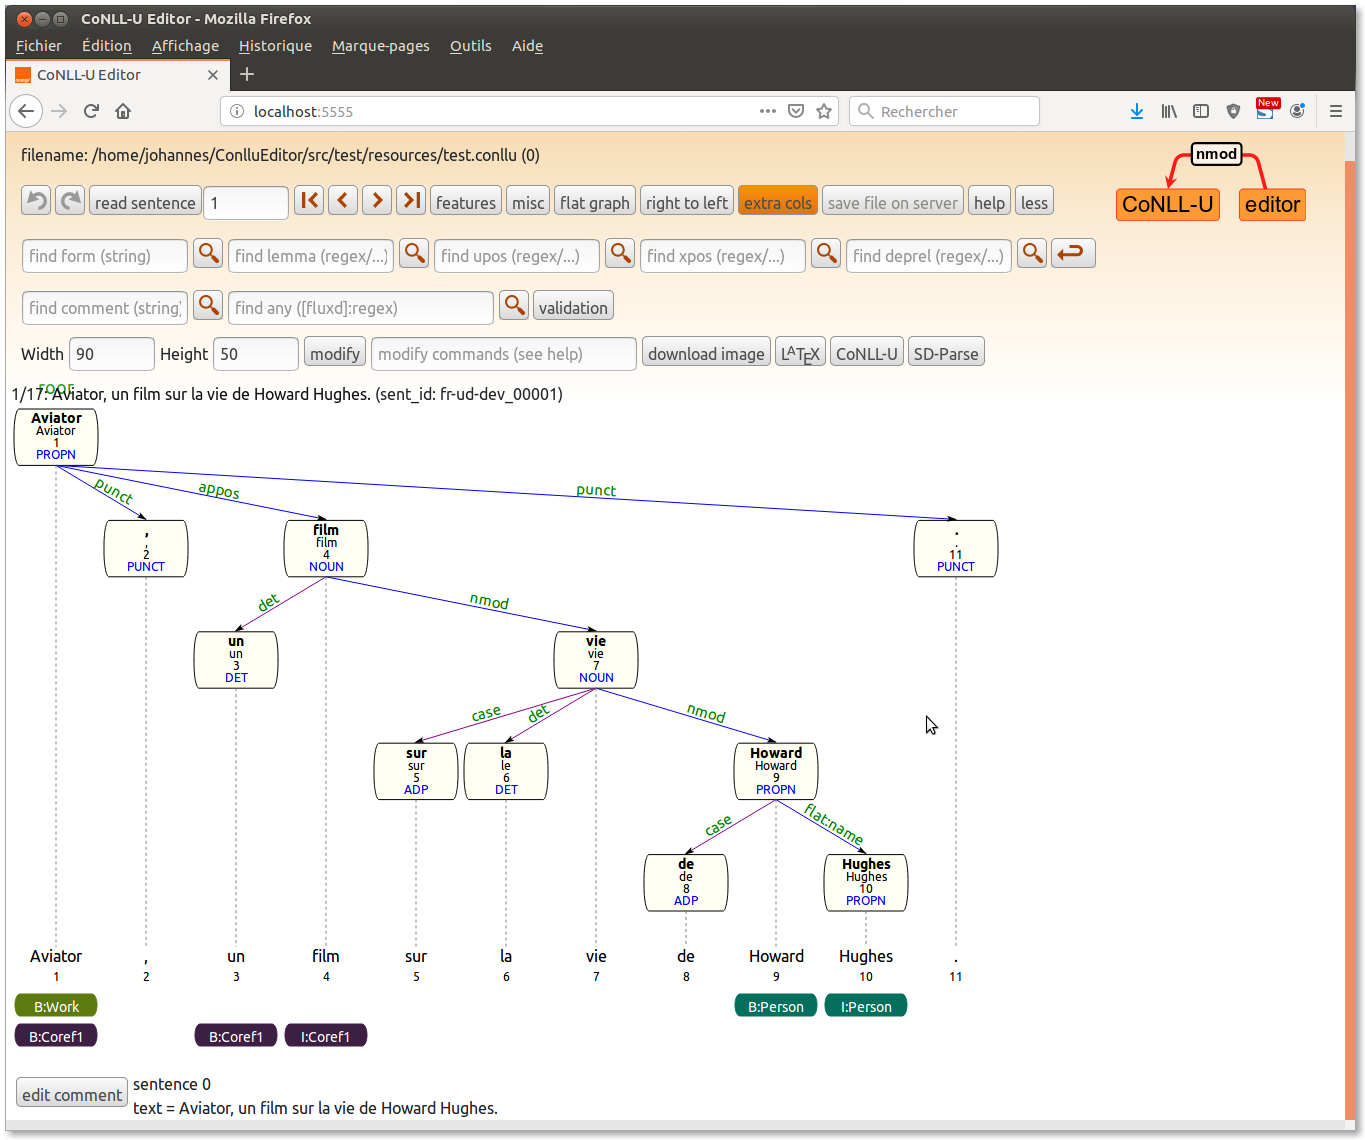 CoNLL-U Editor - Mozilla Firefox
Fichier Édition Affichage Historique Marque-pages Outils Aide
CoNLL-U Editor
localhost:5555
Rechercher
New
filename: /home/johannes/ConlluEditor/src/test/resources/test.conllu (0)
nmod
CoNLL-U editor
read sentence 1 features misc flat graph right to left extra cols save file on server help less
find form (string) find lemma (regex/...) find upos (regex/...) find xpos (regex/...) find deprel (regex/...)
find comment (string) find any ([fluxd]:regex) validation
Width 90 Height 50 modify modify commands (see help) download image LATEX CoNLL-U SD-Parse
root
1/17: Aviator, un film sur la vie de Howard Hughes. (sent_id: fr-ud-dev_00001)
Aviator
Aviator
1
PROPN
punct appos punct
, film .
, film .
2 4 11
PUNCT NOUN PUNCT
det nmod
un vie
un vie
3 7
DET NOUN
case det nmod
sur la Howard
sur le Howard
5 6 9
ADP DET PROPN
case flat:name
de Hughes
de Hughes
8 10
ADP PROPN
Aviator , un film sur la vie de Howard Hughes .
1 2 3 4 5 6 7 8 9 10 11
B:Work B:Person I:Person
B:Coref1 B:Coref1 I:Coref1
edit comment
sentence 0
text = Aviator, un film sur la vie de Howard Hughes.